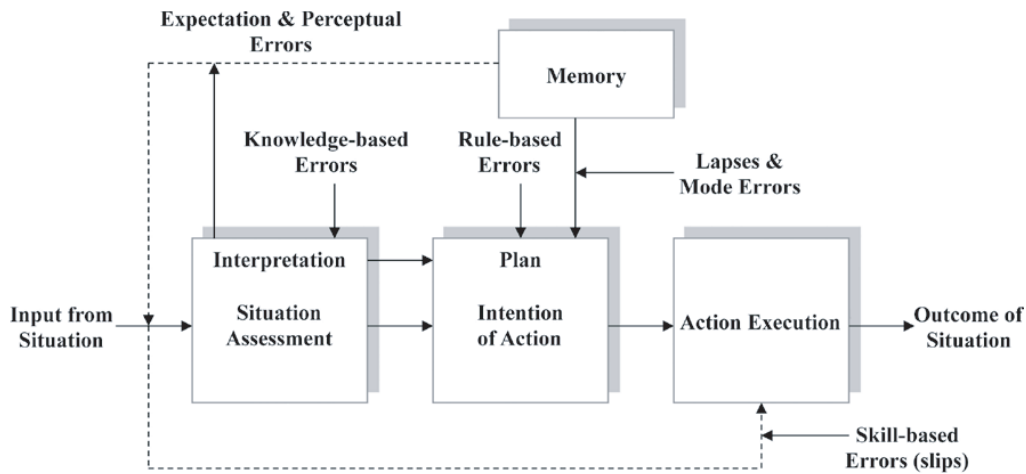 Expectation & Perceptual
Errors
Memory
Knowledge-based
Errors
Rule-based
Errors
Lapses &
Mode Errors
Interpretation
Plan
Input from
Situation
Situation
Assessment
Intention
of Action
Action Execution
Outcome of
Situation
Skill-based
Errors (slips)